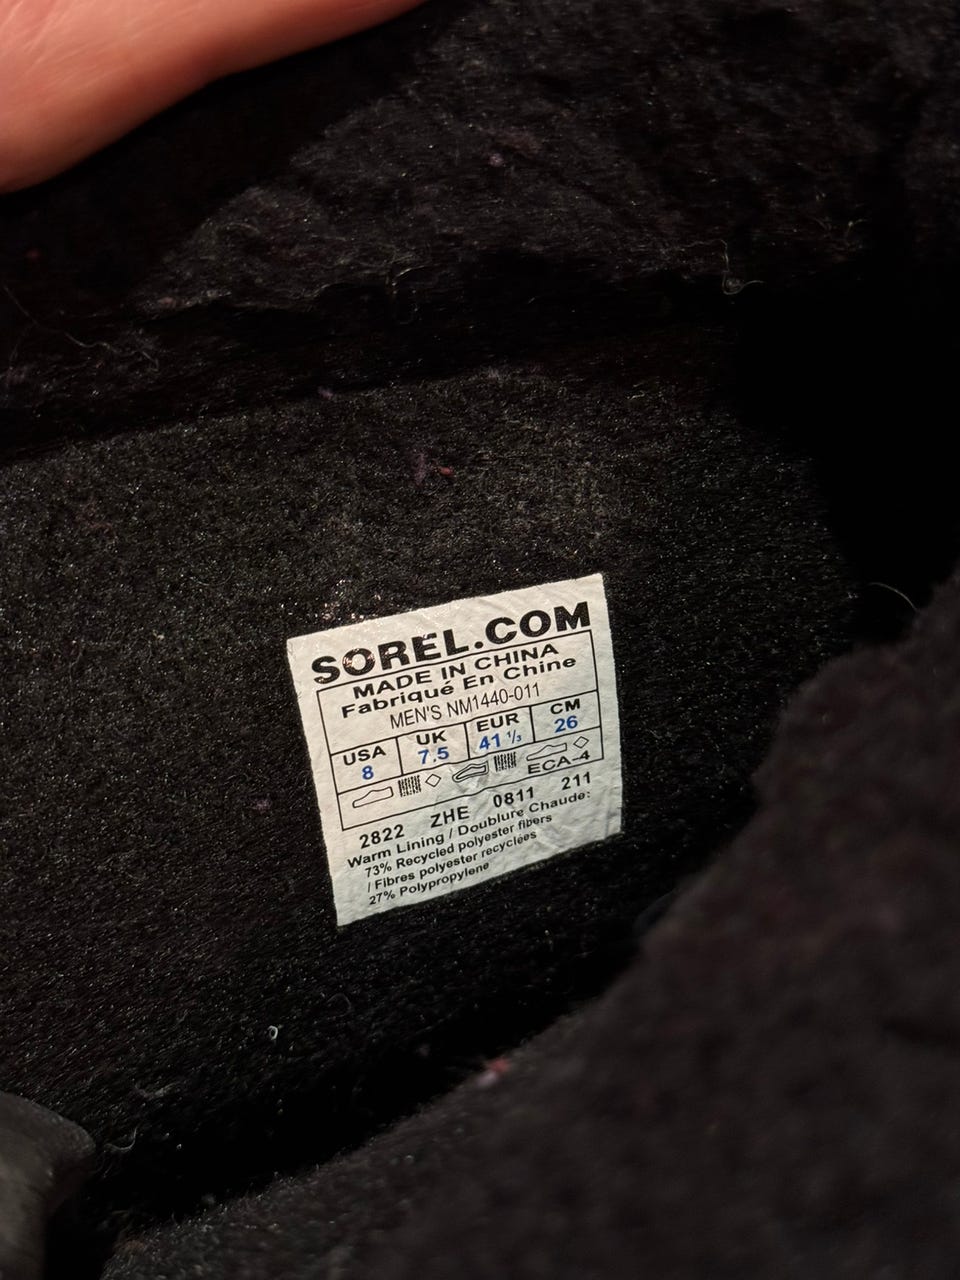 SOREL.COM
MADE IN CHINA
Fabriqué En Chine
MEN'S NM1440-011
USA UK EUR CM
8 7.5 41 1/3 26
ECA-4
2822 ZHE 0811 211
Warm Lining / Doublure Chaude:
73% Recycled polyester fibers
/ Fibres polyester recyclées
27% Polypropylene